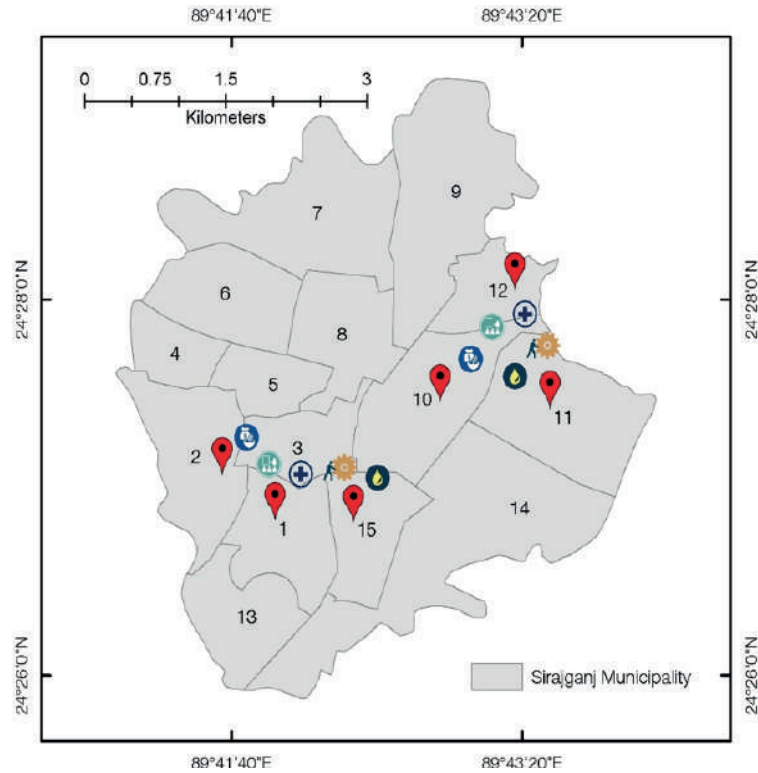 89°41'40"E 89°43'20"E
0 0.75 1.5 3
Kilometers
7
9
24°28'0"N 24°28'0"N
12
6
8
4
5
10
11
2
3
14
1
15
13
24°26'0"N 24°26'0"N
Sirajganj Municipality
89°41'40"E 89°43'20"E